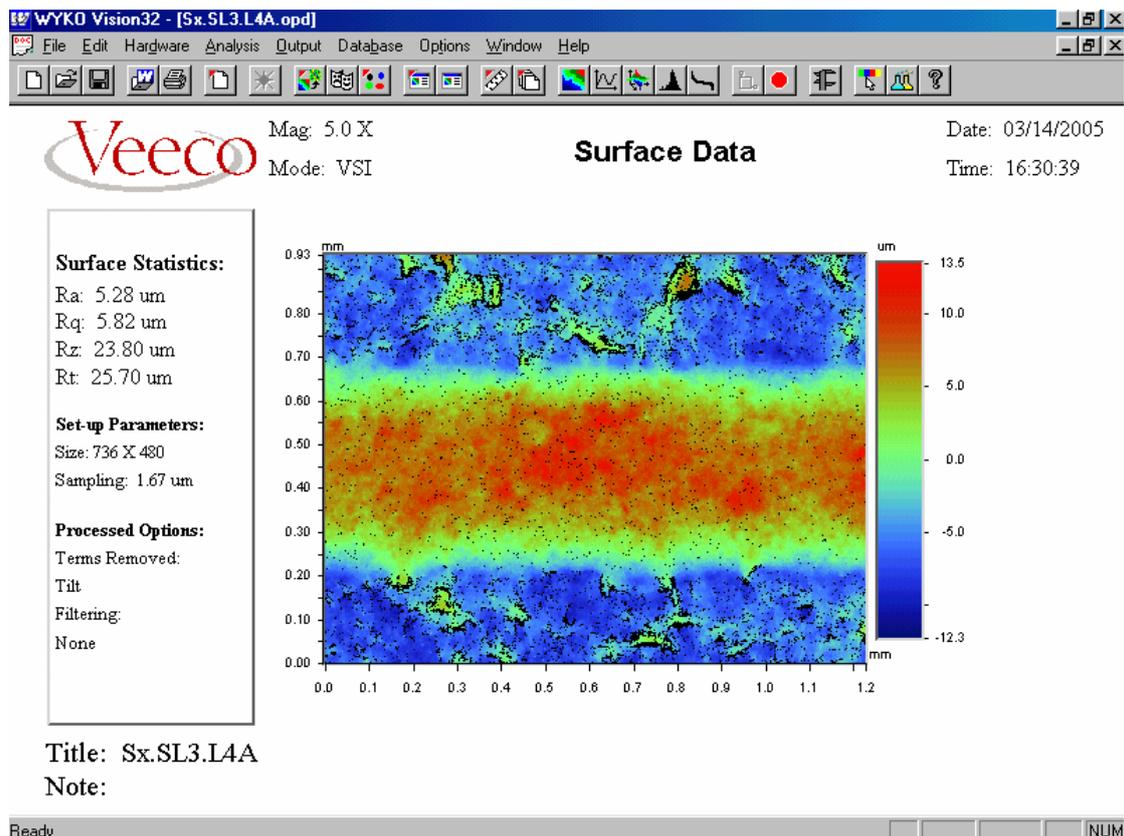 WYKO Vision32 - [Sx.SL3.L4A.opd]
File Edit Hardware Analysis Output Database Options Window Help
Veeco
Mag: 5.0 X
Mode: VSI
Surface Data
Date: 03/14/2005
Time: 16:30:39
Surface Statistics:
Ra: 5.28 um
Rq: 5.82 um
Rz: 23.80 um
Rt: 25.70 um
Set-up Parameters:
Size: 736 X 480
Sampling: 1.67 um
Processed Options:
Terms Removed:
Tilt
Filtering:
None
mm
0.93
0.80
0.70
0.60
0.50
0.40
0.30
0.20
0.10
0.00
0.0 0.1 0.2 0.3 0.4 0.5 0.6 0.7 0.8 0.9 1.0 1.1 1.2
mm
um
13.5
10.0
5.0
0.0
-5.0
-12.3
Title: Sx.SL3.L4A
Note:
Ready
NUM